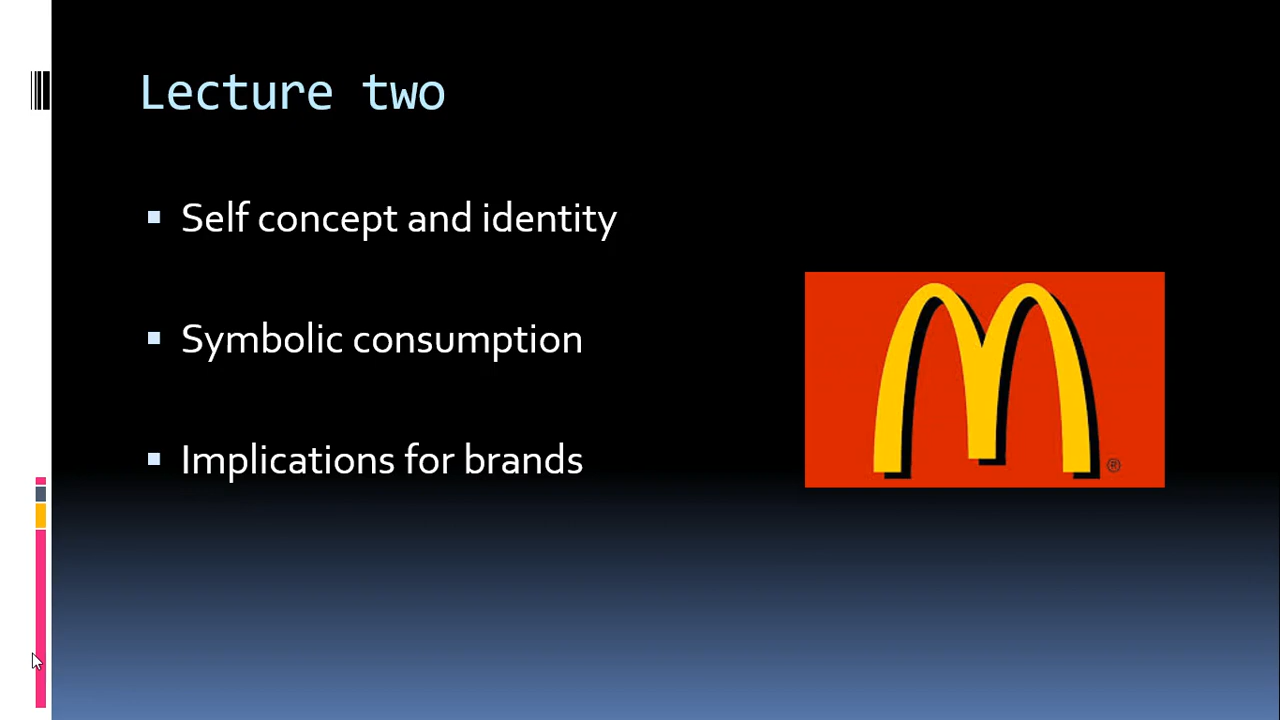 Lecture two
Self concept and identity
Symbolic consumption
Implications for brands
M
®